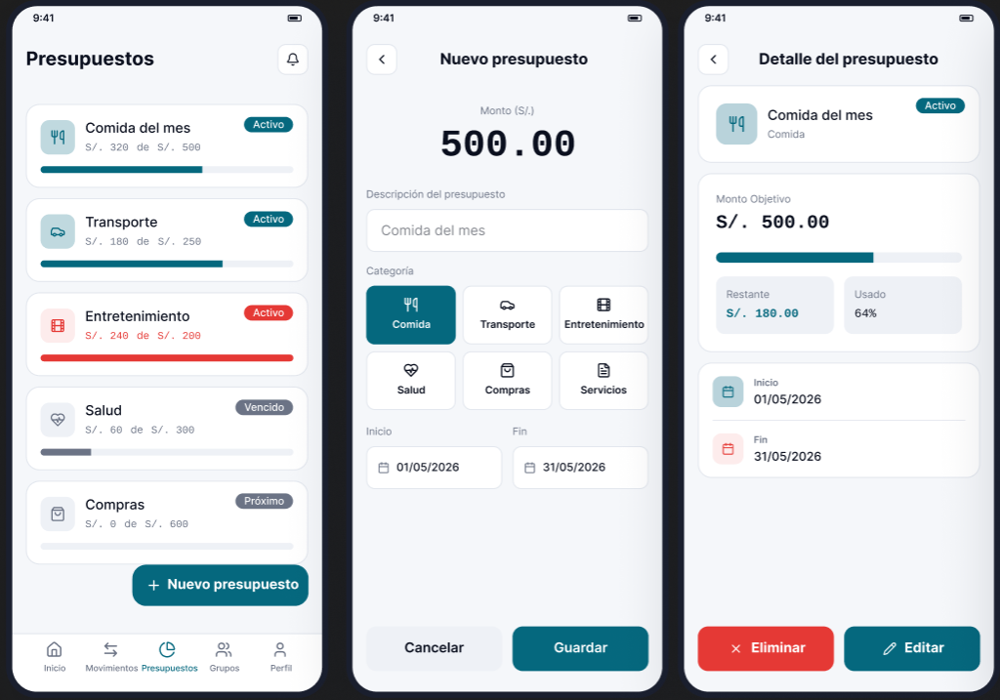 9:41
Presupuestos
Comida del mes
Activo
S/. 320 de S/. 500
Transporte
Activo
S/. 180 de S/. 250
Entretenimiento
Activo
S/. 240 de S/. 200
Salud
Vencido
S/. 60 de S/. 300
Compras
Próximo
S/. 0 de S/. 600
+ Nuevo presupuesto
Inicio
Movimientos
Presupuestos
Grupos
Perfil
9:41
Nuevo presupuesto
Monto (S/.)
500.00
Descripción del presupuesto
Comida del mes
Categoría
Comida
Transporte
Entretenimiento
Salud
Compras
Servicios
Inicio
Fin
01/05/2026
31/05/2026
Cancelar
Guardar
9:41
Detalle del presupuesto
Comida del mes
Activo
Comida
Monto Objetivo
S/. 500.00
Restante
S/. 180.00
Usado
64%
Inicio
01/05/2026
Fin
31/05/2026
Eliminar
Editar